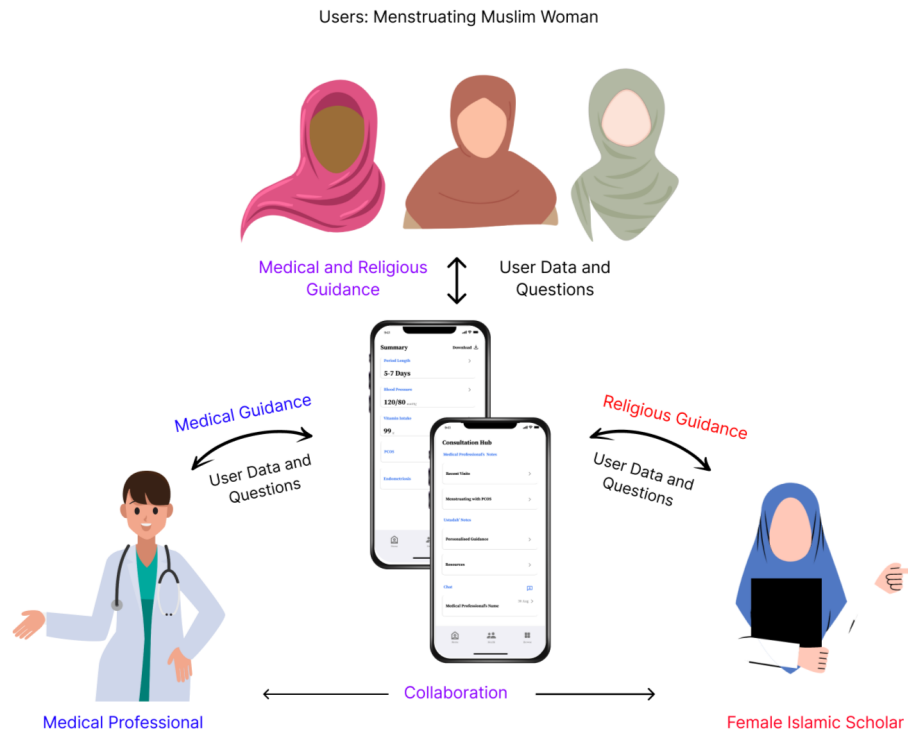 Users: Menstruating Muslim Woman
Medical and Religious
Guidance
User Data and
Questions
Summary
Download
Period Length
5-7 Days
Blood Pressure
120/80
Vitamin Intake
99
PCOS
Endometriosis
Consultation Hub
Medical Professional's Notes
Recent Visits
Menstruating with PCOS
Personalized Guidance
Resources
Chat
Medical Professional's Name
Medical Guidance
User Data and
Questions
Religious Guidance
User Data and
Questions
Collaboration
Medical Professional
Female Islamic Scholar